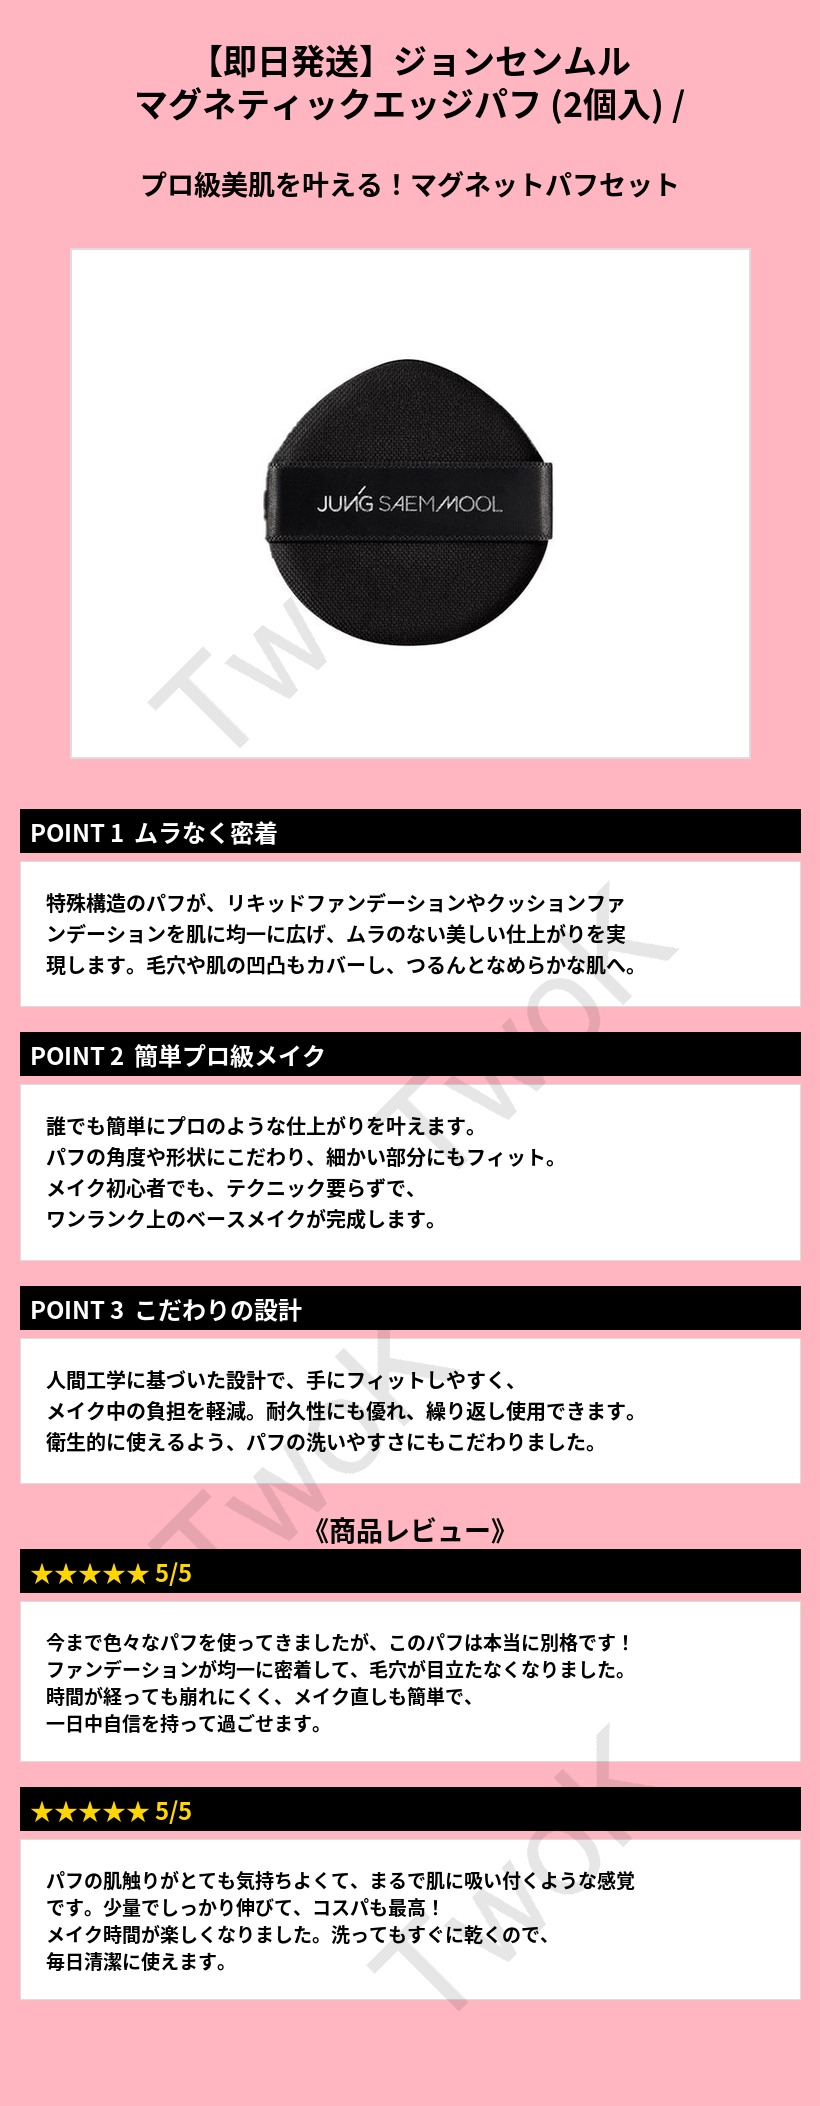 【即日発送】ジョンセンムル
マグネティックエッジパフ (2個入) /
プロ級美肌を叶える！マグネットパフセット
JUNG SAEMMOOL
Tw
POINT 1 ムラなく密着
特殊構造のパフが、リキッドファンデーションやクッションファ
ンデーションを肌に均一に広げ、ムラのない美しい仕上がりを実
現します。毛穴や肌の凹凸もカバーし、つるんとなめらかな肌へ。
TwoK
POINT 2 簡単プロ級メイク
誰でも簡単にプロのような仕上がりを叶えます。
パフの角度や形状にこだわり、細かい部分にもフィット。
メイク初心者でも、テクニック要らずで、
ワンランク上のベースメイクが完成します。
POINT 3 こだわりの設計
人間工学に基づいた設計で、手にフィットしやすく、
メイク中の負担を軽減。耐久性にも優れ、繰り返し使用できます。
衛生的に使えるよう、パフの洗いやすさにもこだわりました。
TwoK
《商品レビュー》
★★★★★ 5/5
今まで色々なパフを使ってきましたが、このパフは本当に別格です！
ファンデーションが均一に密着して、毛穴が目立たなくなりました。
時間が経っても崩れにくく、メイク直しも簡単で、
一日中自信を持って過ごせます。
★★★★★ 5/5
パフの肌触りがとても気持ちよくて、まるで肌に吸い付くような感覚
です。少量でしっかり伸びて、コスパも最高！
メイク時間が楽しくなりました。洗ってもすぐに乾くので、
毎日清潔に使えます。
TwoK